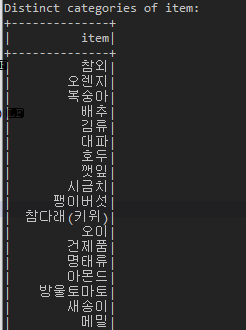 Distinct categories of item:
+---------------+
| item|
+---------------+
| 참외|
| 오렌지|
| 복숭아|
| 배추|
| 김류|
| 대파|
| 호두|
| 깻잎|
| 시금치|
| 팽이버섯|
| 참다래(키위)|
| 오이|
| 건제품|
| 명태류|
| 아몬드|
| 방울토마토|
| 새송이|
| 메밀|